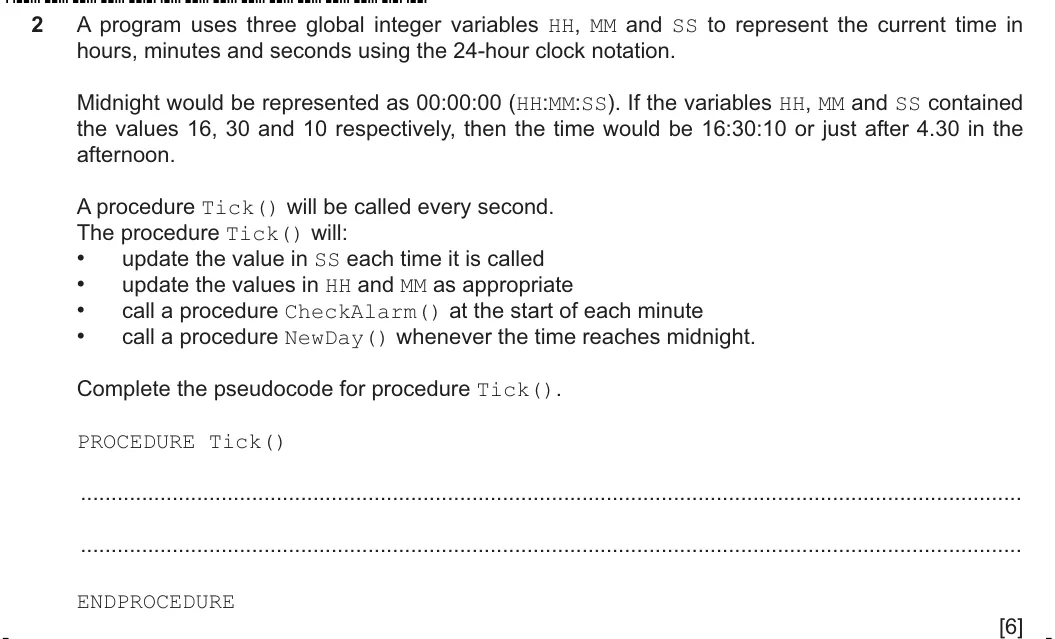 2 A program uses three global integer variables HH, MM and SS to represent the current time in
hours, minutes and seconds using the 24-hour clock notation.
Midnight would be represented as 00:00:00 (HH:MM:SS). If the variables HH, MM and SS contained
the values 16, 30 and 10 respectively, then the time would be 16:30:10 or just after 4.30 in the
afternoon.
A procedure Tick() will be called every second.
The procedure Tick() will:
• update the value in SS each time it is called
• update the values in HH and MM as appropriate
• call a procedure CheckAlarm() at the start of each minute
• call a procedure NewDay() whenever the time reaches midnight.
Complete the pseudocode for procedure Tick().
PROCEDURE Tick()
ENDPROCEDURE
[6]